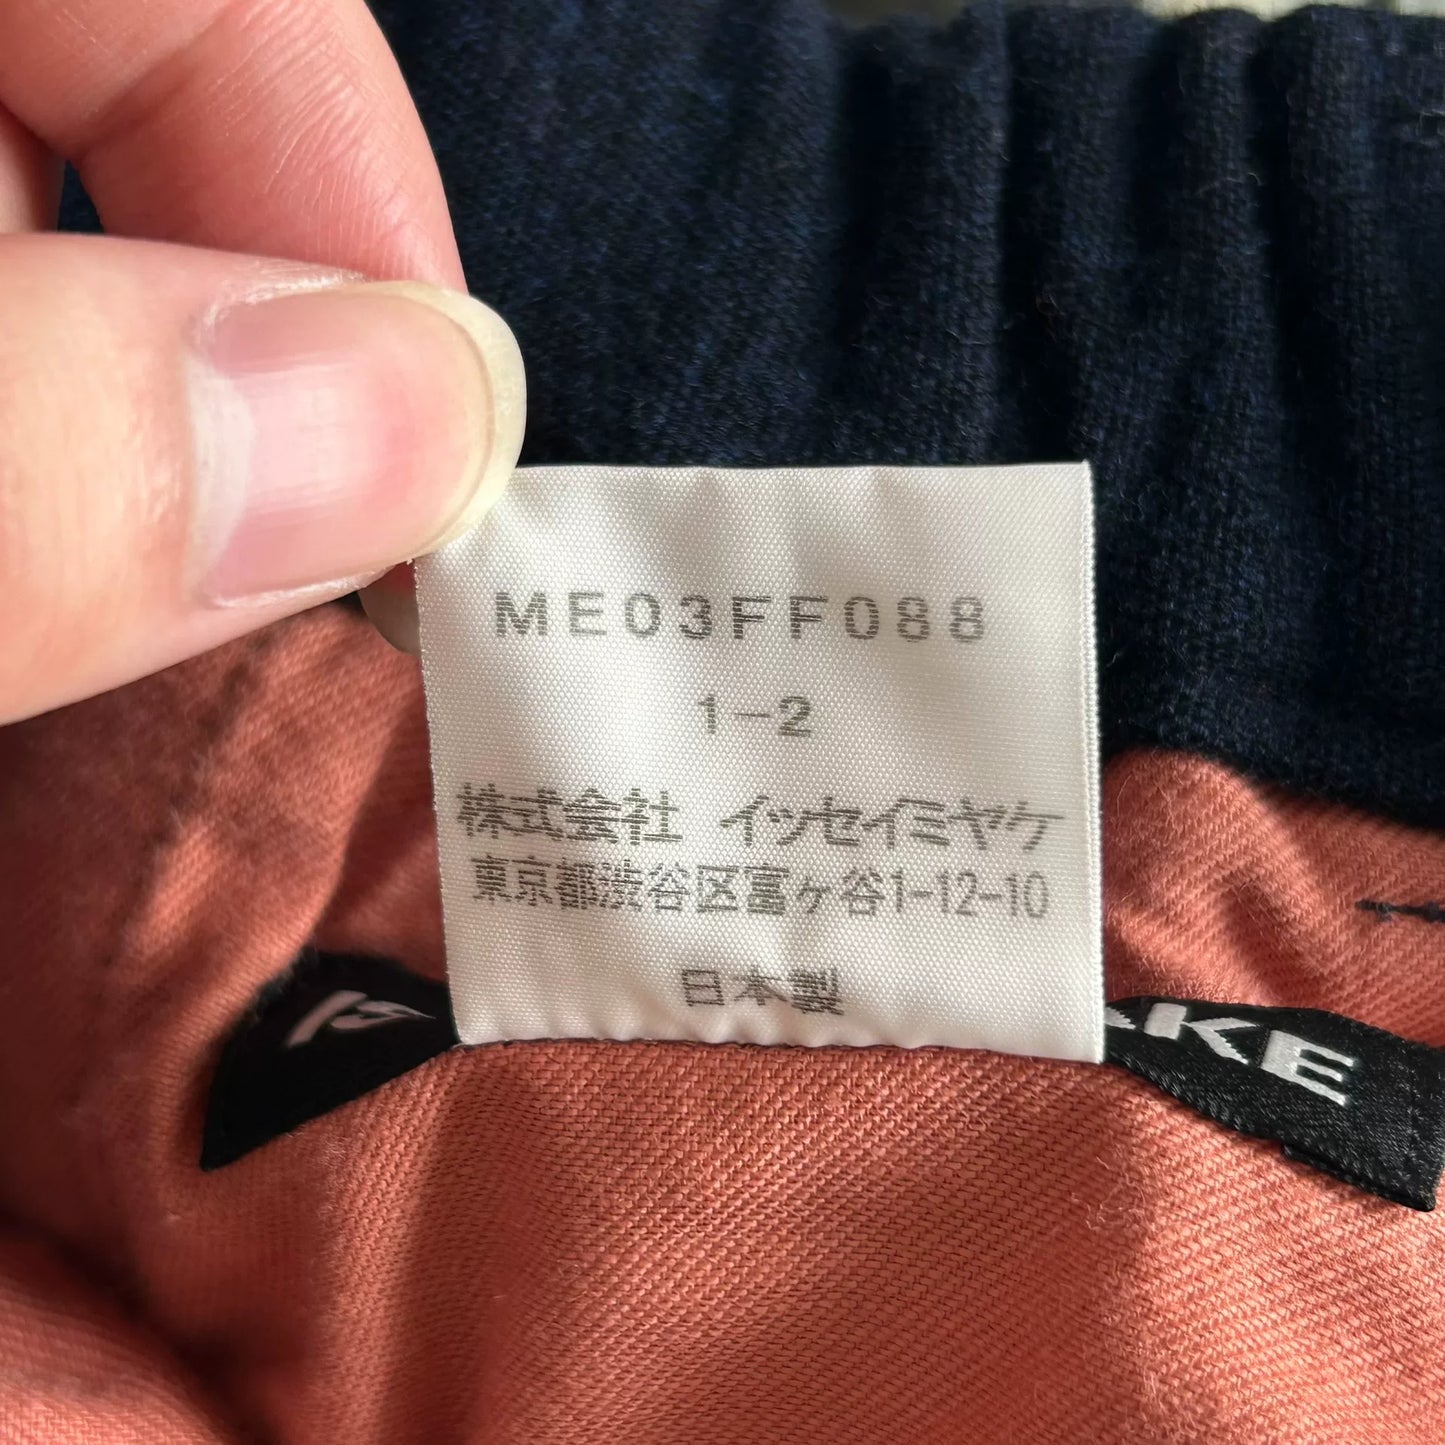 ME03FF088
1-2
株式会社 イッセイミヤケ
東京都渋谷区富ヶ谷1-12-10
日本製
IS
AKE